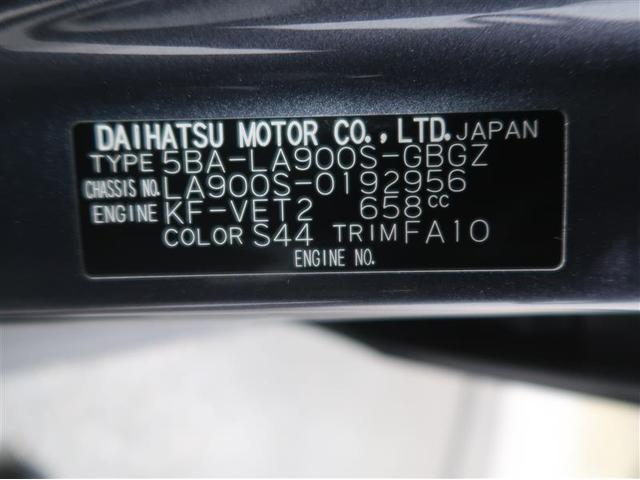 DAIHATSU MOTOR CO., LTD. JAPAN
TYPE 5BA-LA900S-GBGZ
CHASSIS NO. LA900S-0192956
ENGINE KF-VET2 658cc
COLOR S44 TRIM FA10
ENGINE NO.